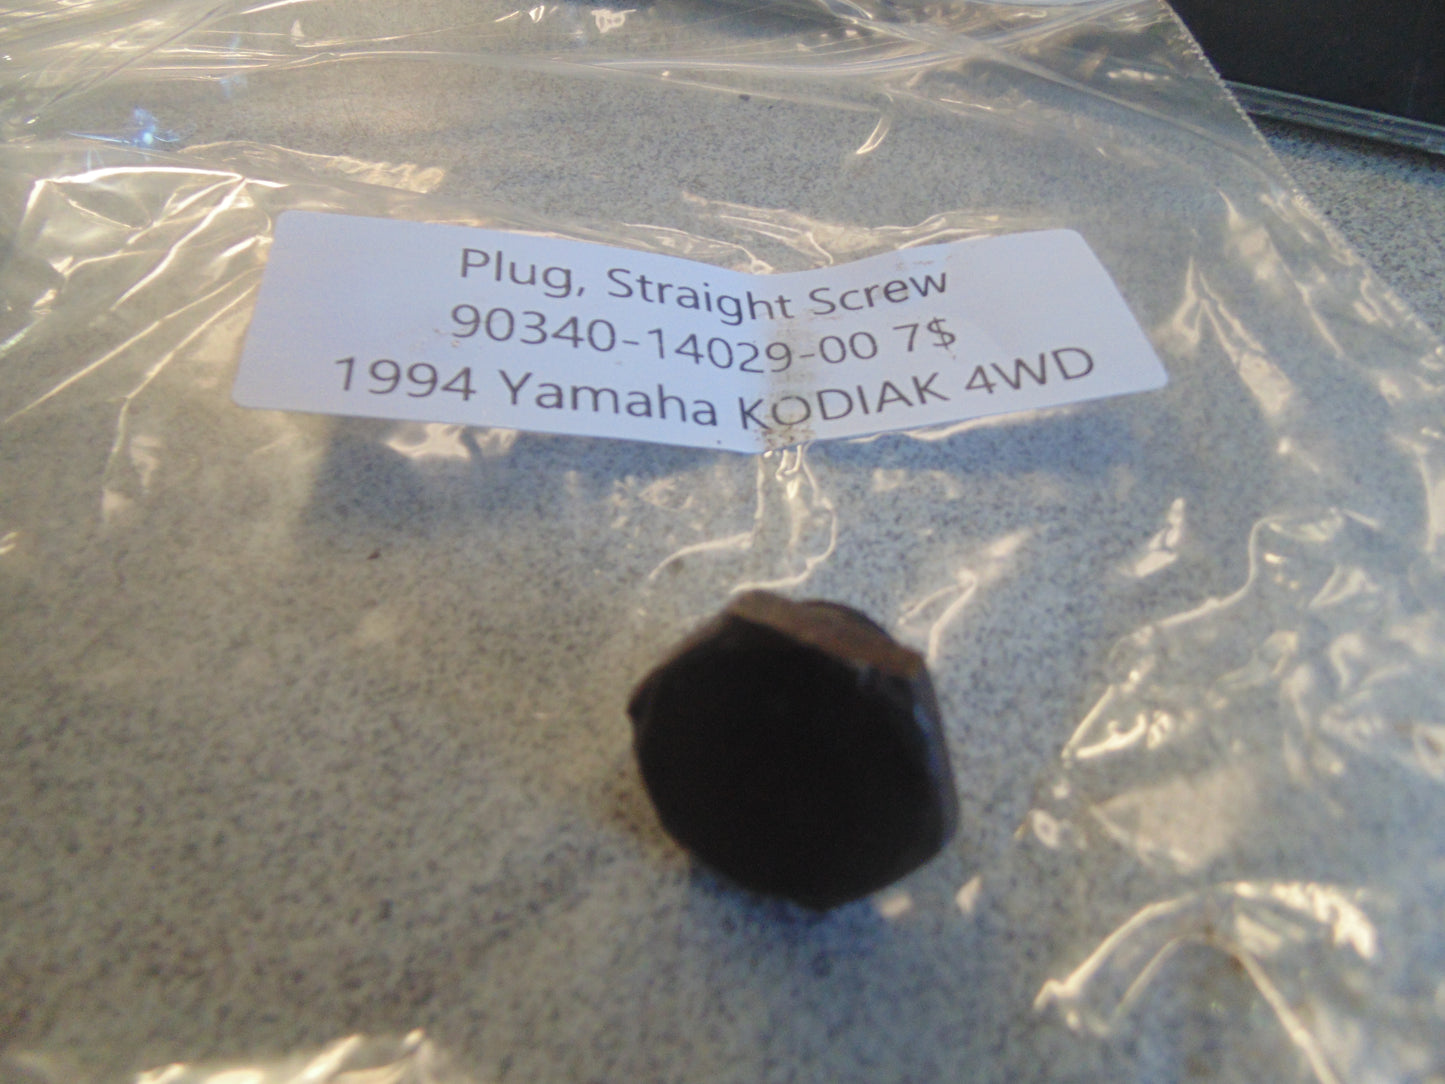 Plug, Straight Screw
90340-14029-00 7$
1994 Yamaha KODIAK 4WD